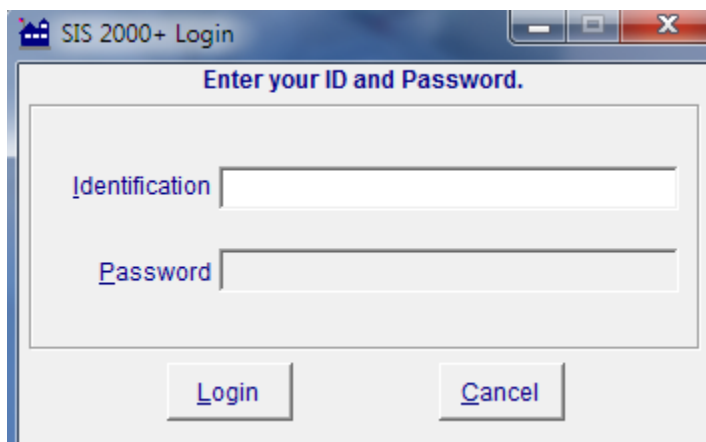 SIS 2000+ Login
Enter your ID and Password.
Identification
Password
Login Cancel